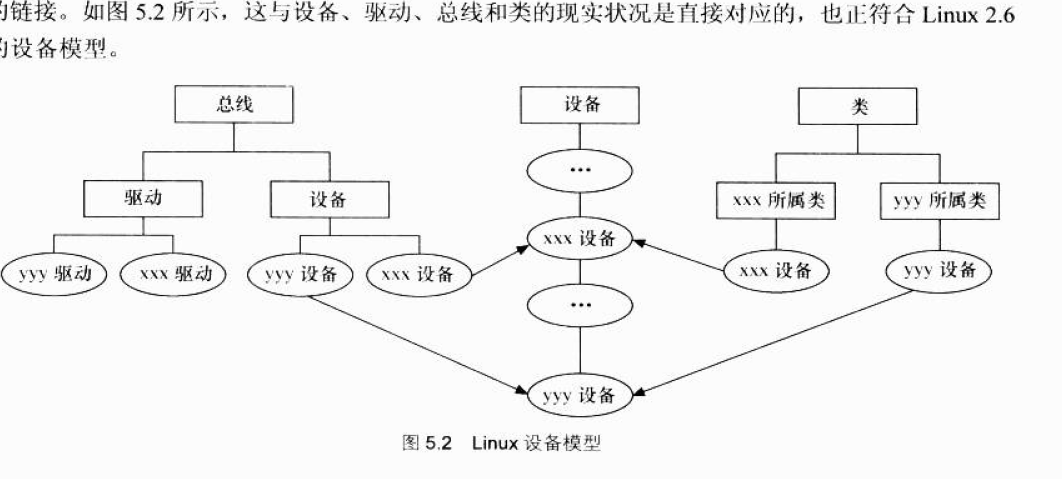 的链接。如图 5.2 所示，这与设备、驱动、总线和类的现实状况是直接对应的，也正符合 Linux 2.6
的设备模型。
总线 设备 类
...
驱动 设备 xxx 所属类 yyy 所属类
xxx 设备
yyy 驱动 xxx 驱动 yyy 设备 xxx 设备 xxx 设备 yyy 设备
...
yyy 设备
图 5.2 Linux 设备模型